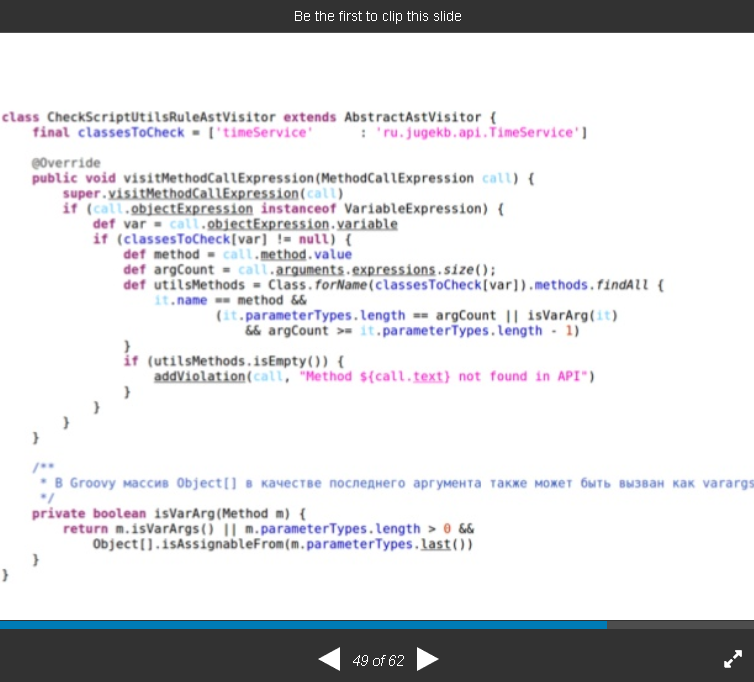 Be the first to clip this slide
class CheckScriptUtilsRuleAstVisitor extends AbstractAstVisitor {
final classesToCheck = ['timeService' : 'ru.jugekb.api.TimeService']
@Override
public void visitMethodCallExpression(MethodCallExpression call) {
super.visitMethodCallExpression(call)
if (call.objectExpression instanceof VariableExpression) {
def var = call.objectExpression.variable
if (classesToCheck[var] != null) {
def method = call.method.value
def argCount = call.arguments.expressions.size();
def utilsMethods = Class.forName(classesToCheck[var]).methods.findAll {
it.name == method &&
(it.parameterTypes.length == argCount || isVarArg(it)
&& argCount >= it.parameterTypes.length - 1)
}
if (utilsMethods.isEmpty()) {
addViolation(call, "Method ${call.text} not found in API")
}
}
}
}
/**
* В Groovy массив Object[] в качестве последнего аргумента также может быть вызван как varargs
*/
private boolean isVarArg(Method m) {
return m.isVarArgs() || m.parameterTypes.length > 0 &&
Object[].isAssignableFrom(m.parameterTypes.last())
}
}
49 of 62